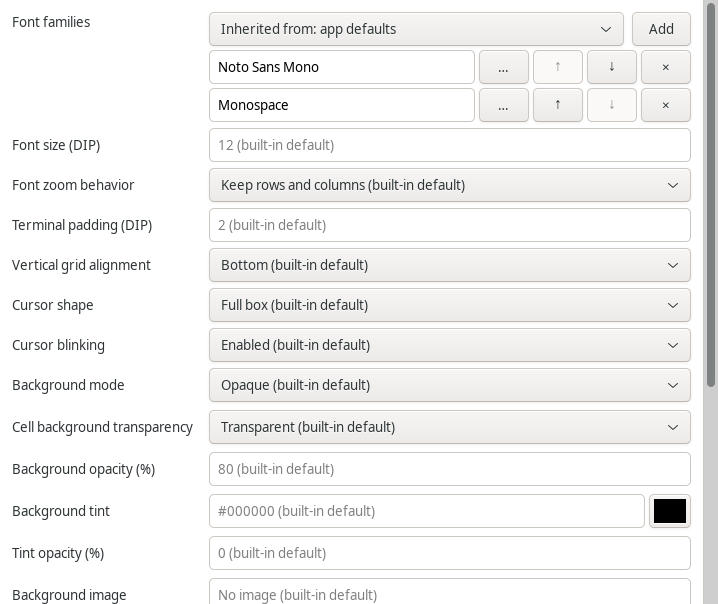 Font families
Inherited from: app defaults
Add
Noto Sans Mono
...
↑
↓
×
Monospace
...
↑
↓
×
Font size (DIP)
12 (built-in default)
Font zoom behavior
Keep rows and columns (built-in default)
Terminal padding (DIP)
2 (built-in default)
Vertical grid alignment
Bottom (built-in default)
Cursor shape
Full box (built-in default)
Cursor blinking
Enabled (built-in default)
Background mode
Opaque (built-in default)
Cell background transparency
Transparent (built-in default)
Background opacity (%)
80 (built-in default)
Background tint
#000000 (built-in default)
Tint opacity (%)
0 (built-in default)
Background image
No image (built-in default)